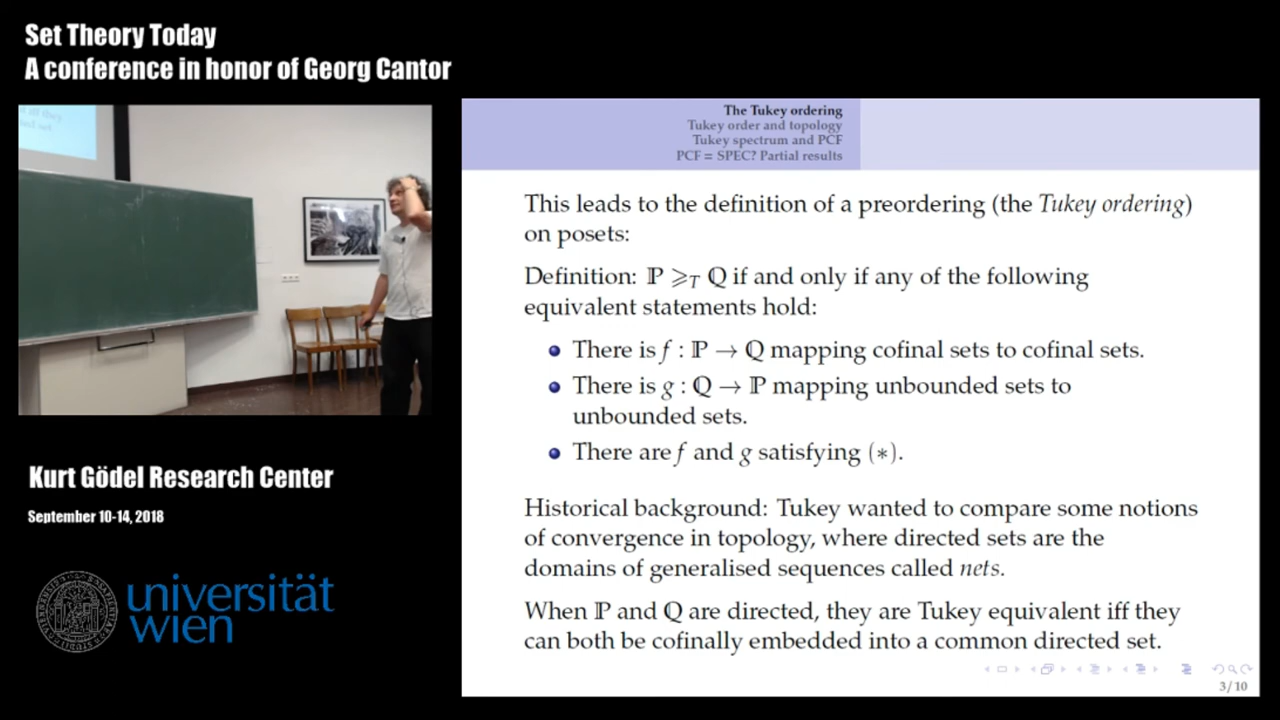 Set Theory Today
A conference in honor of Georg Cantor
The Tukey ordering
Tukey order and topology
Tukey spectrum and PCF
PCF = SPEC? Partial results
This leads to the definition of a preordering (the Tukey ordering)
on posets:
Definition: ℙ ⩾T ℚ if and only if any of the following
equivalent statements hold:
There is f : ℙ → ℚ mapping cofinal sets to cofinal sets.
There is g : ℚ → ℙ mapping unbounded sets to
unbounded sets.
There are f and g satisfying (∗).
Historical background: Tukey wanted to compare some notions
of convergence in topology, where directed sets are the
domains of generalised sequences called nets.
When ℙ and ℚ are directed, they are Tukey equivalent iff they
can both be cofinally embedded into a common directed set.
3/10
Kurt Gödel Research Center
September 10-14, 2018
universität
wien